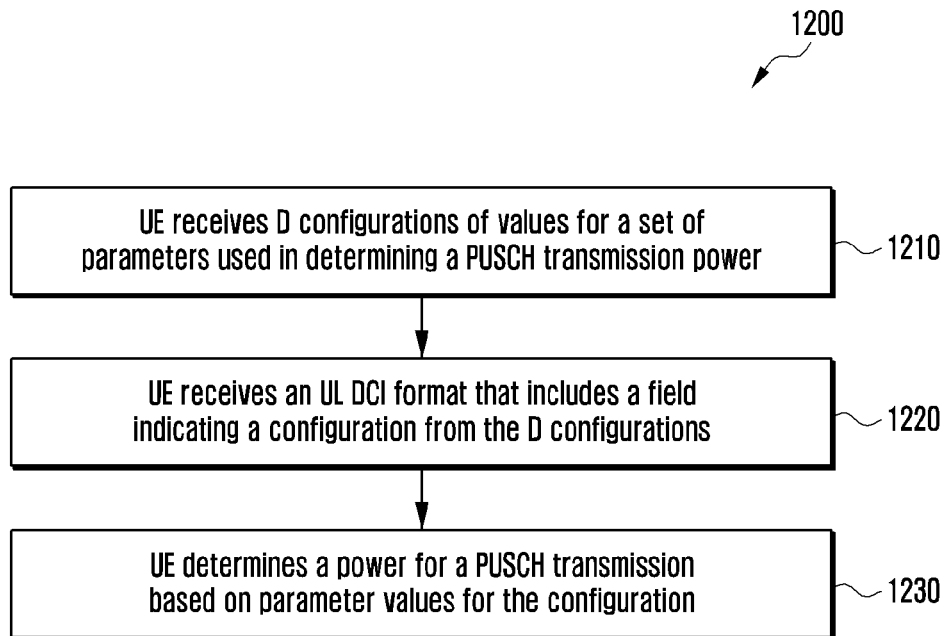 1200
UE receives D configurations of values for a set of
parameters used in determining a PUSCH transmission power
1210
UE receives an UL DCI format that includes a field
indicating a configuration from the D configurations
1220
UE determines a power for a PUSCH transmission
based on parameter values for the configuration
1230